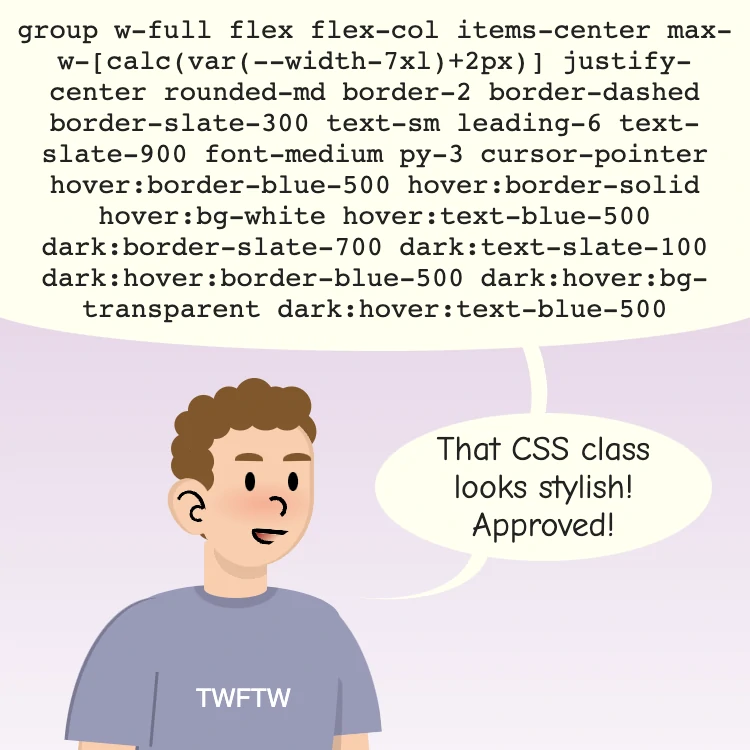 group w-full flex flex-col items-center max-
w-[calc(var(--width-7xl)+2px)] justify-
center rounded-md border-2 border-dashed
border-slate-300 text-sm leading-6 text-
slate-900 font-medium py-3 cursor-pointer
hover:border-blue-500 hover:border-solid
hover:bg-white hover:text-blue-500
dark:border-slate-700 dark:text-slate-100
dark:hover:border-blue-500 dark:hover:bg-
transparent dark:hover:text-blue-500
That CSS class
looks stylish!
Approved!
TWFTW